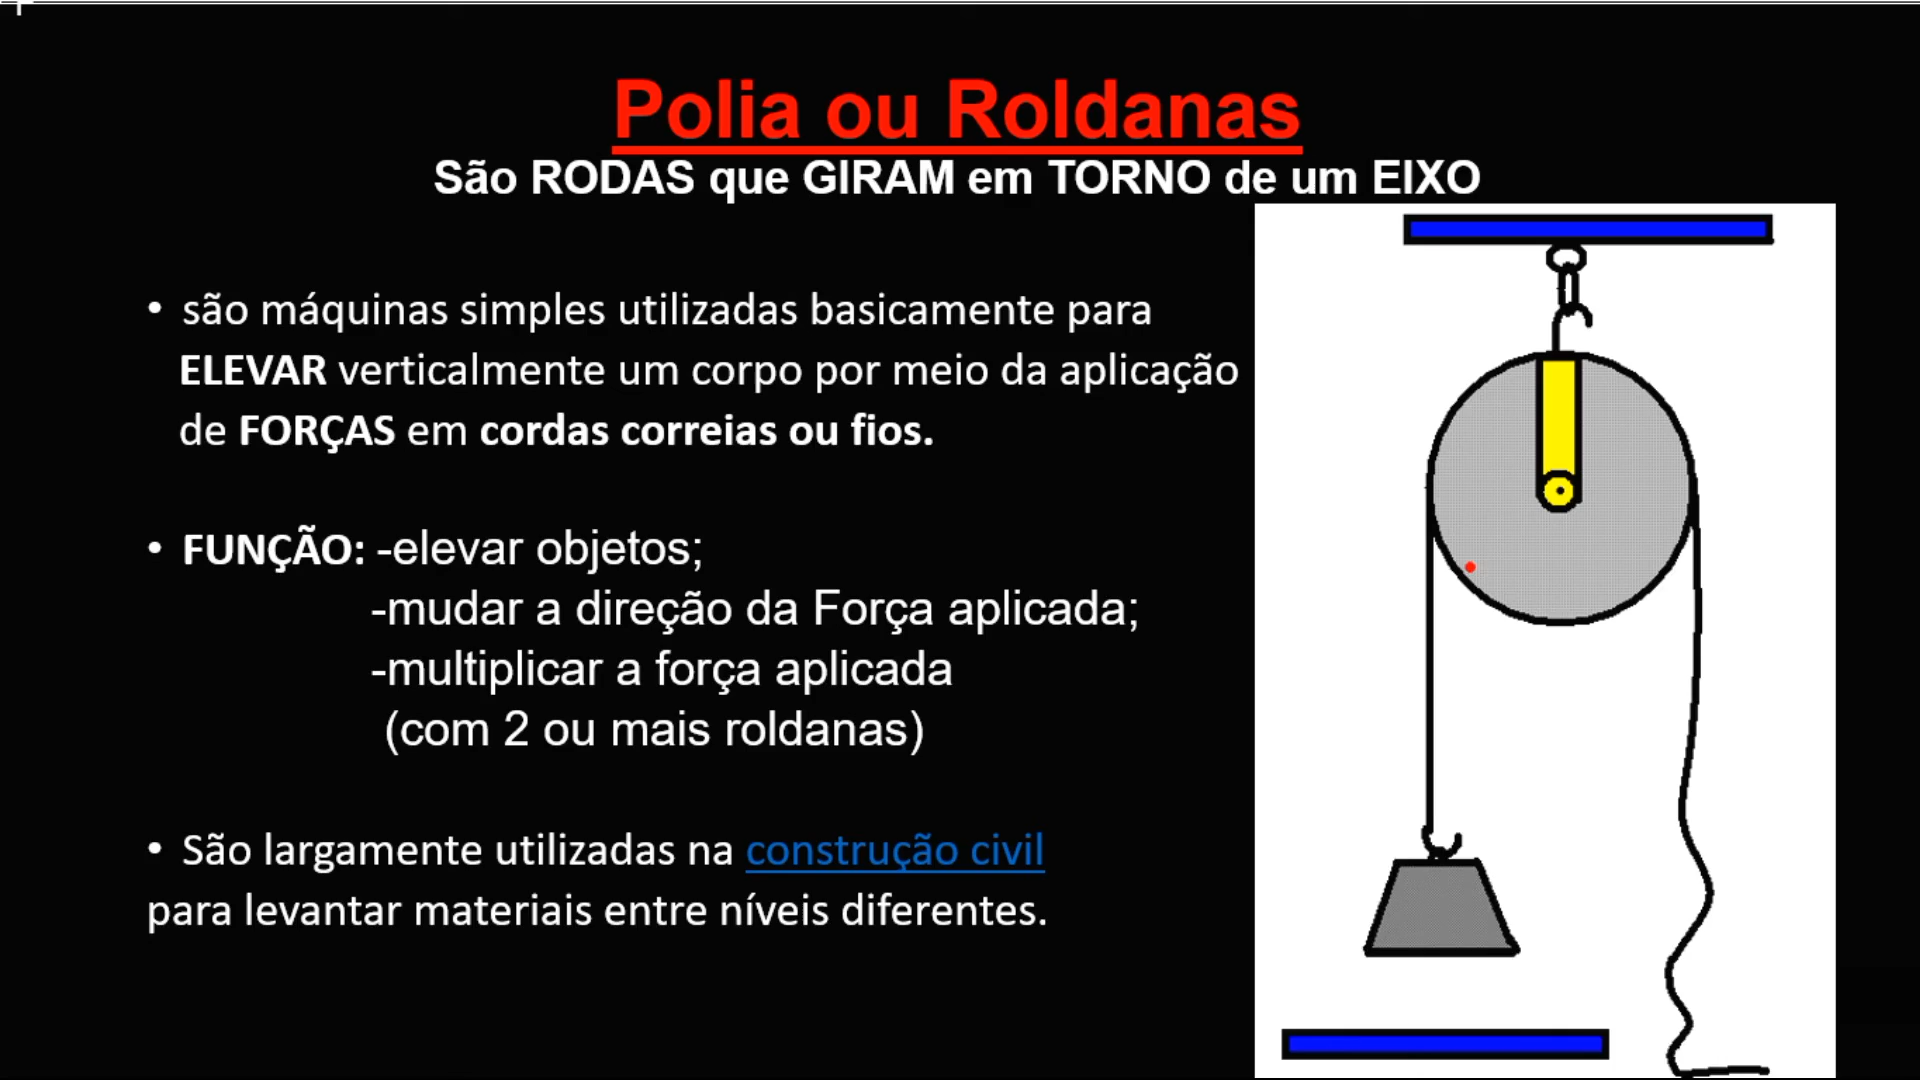 Polia ou Roldanas
São RODAS que GIRAM em TORNO de um EIXO
• são máquinas simples utilizadas basicamente para
ELEVAR verticalmente um corpo por meio da aplicação
de FORÇAS em cordas correias ou fios.
• FUNÇÃO: -elevar objetos;
-mudar a direção da Força aplicada;
-multiplicar a força aplicada
(com 2 ou mais roldanas)
• São largamente utilizadas na construção civil
para levantar materiais entre níveis diferentes.